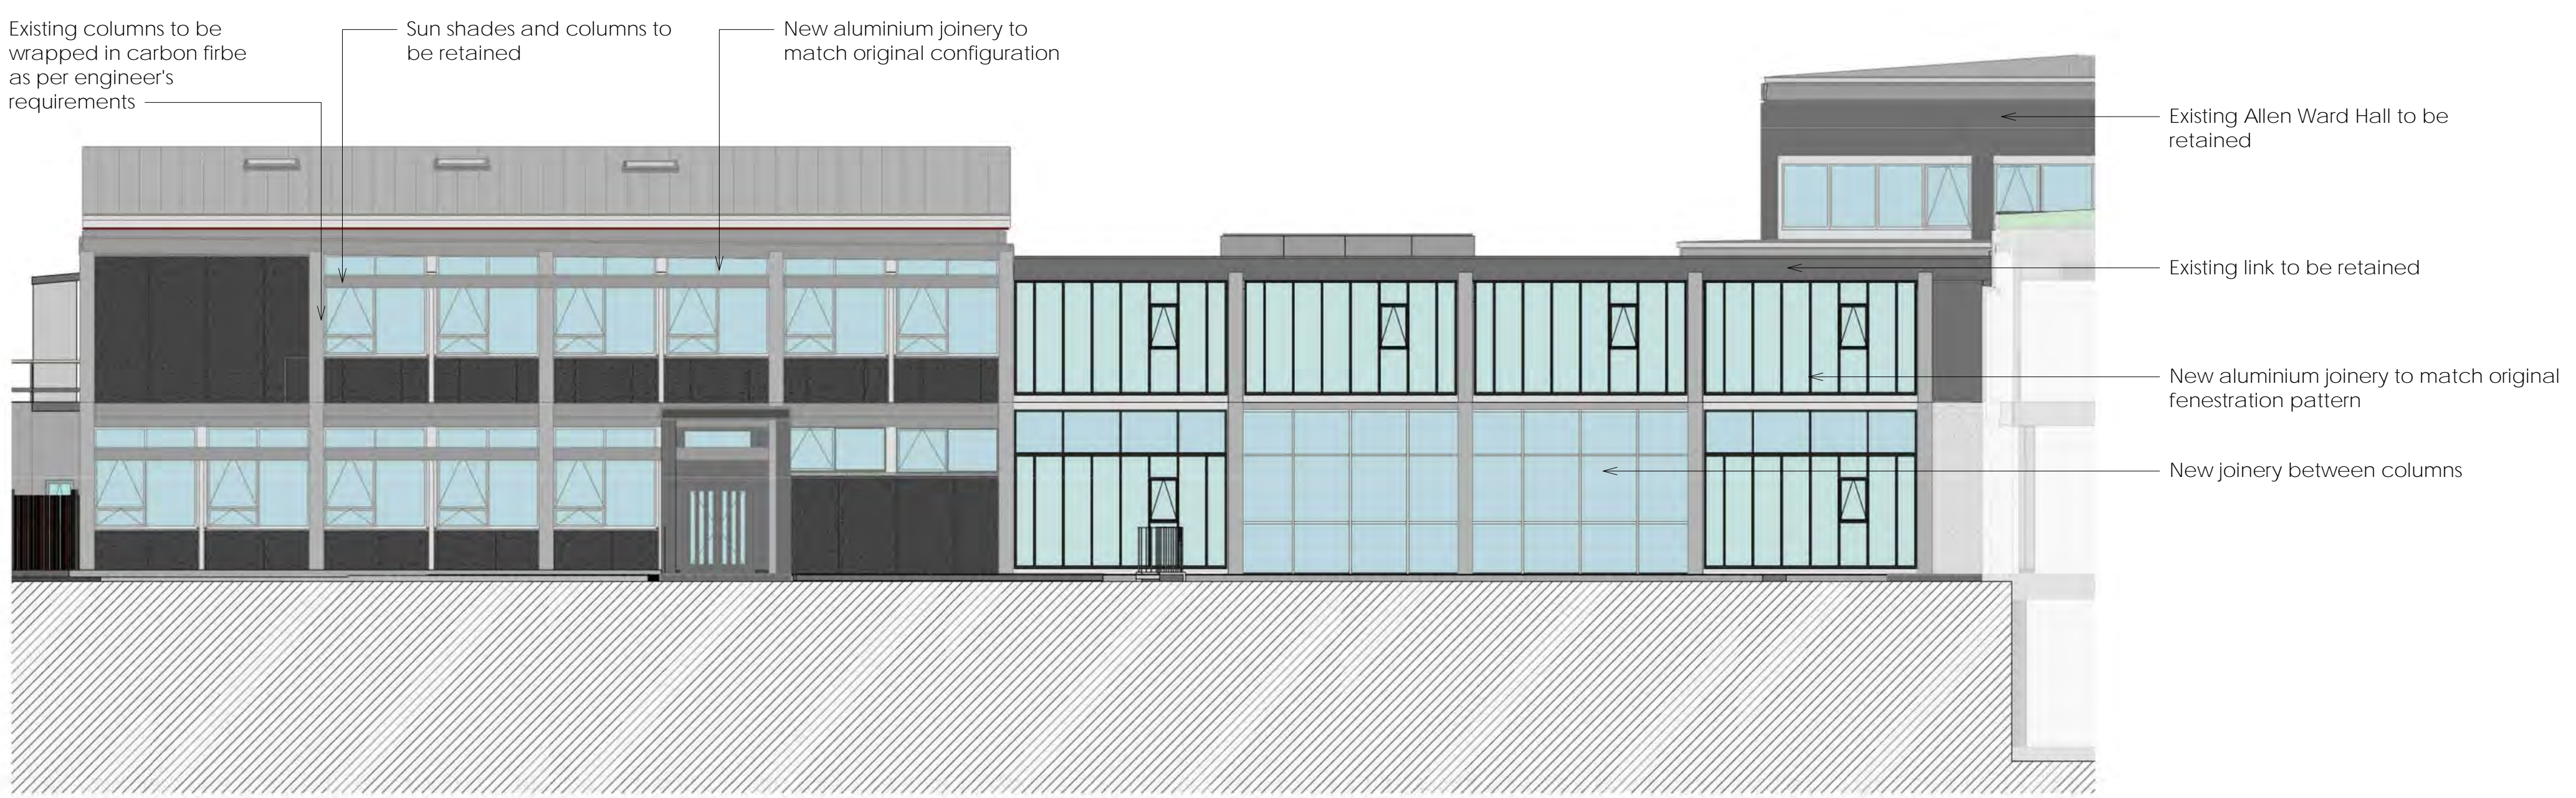 Existing columns to be
wrapped in carbon firbe
as per engineer's
requirements
Sun shades and columns to
be retained
New aluminium joinery to
match original configuration
Existing Allen Ward Hall to be
retained
Existing link to be retained
New aluminium joinery to match original
fenestration pattern
New joinery between columns